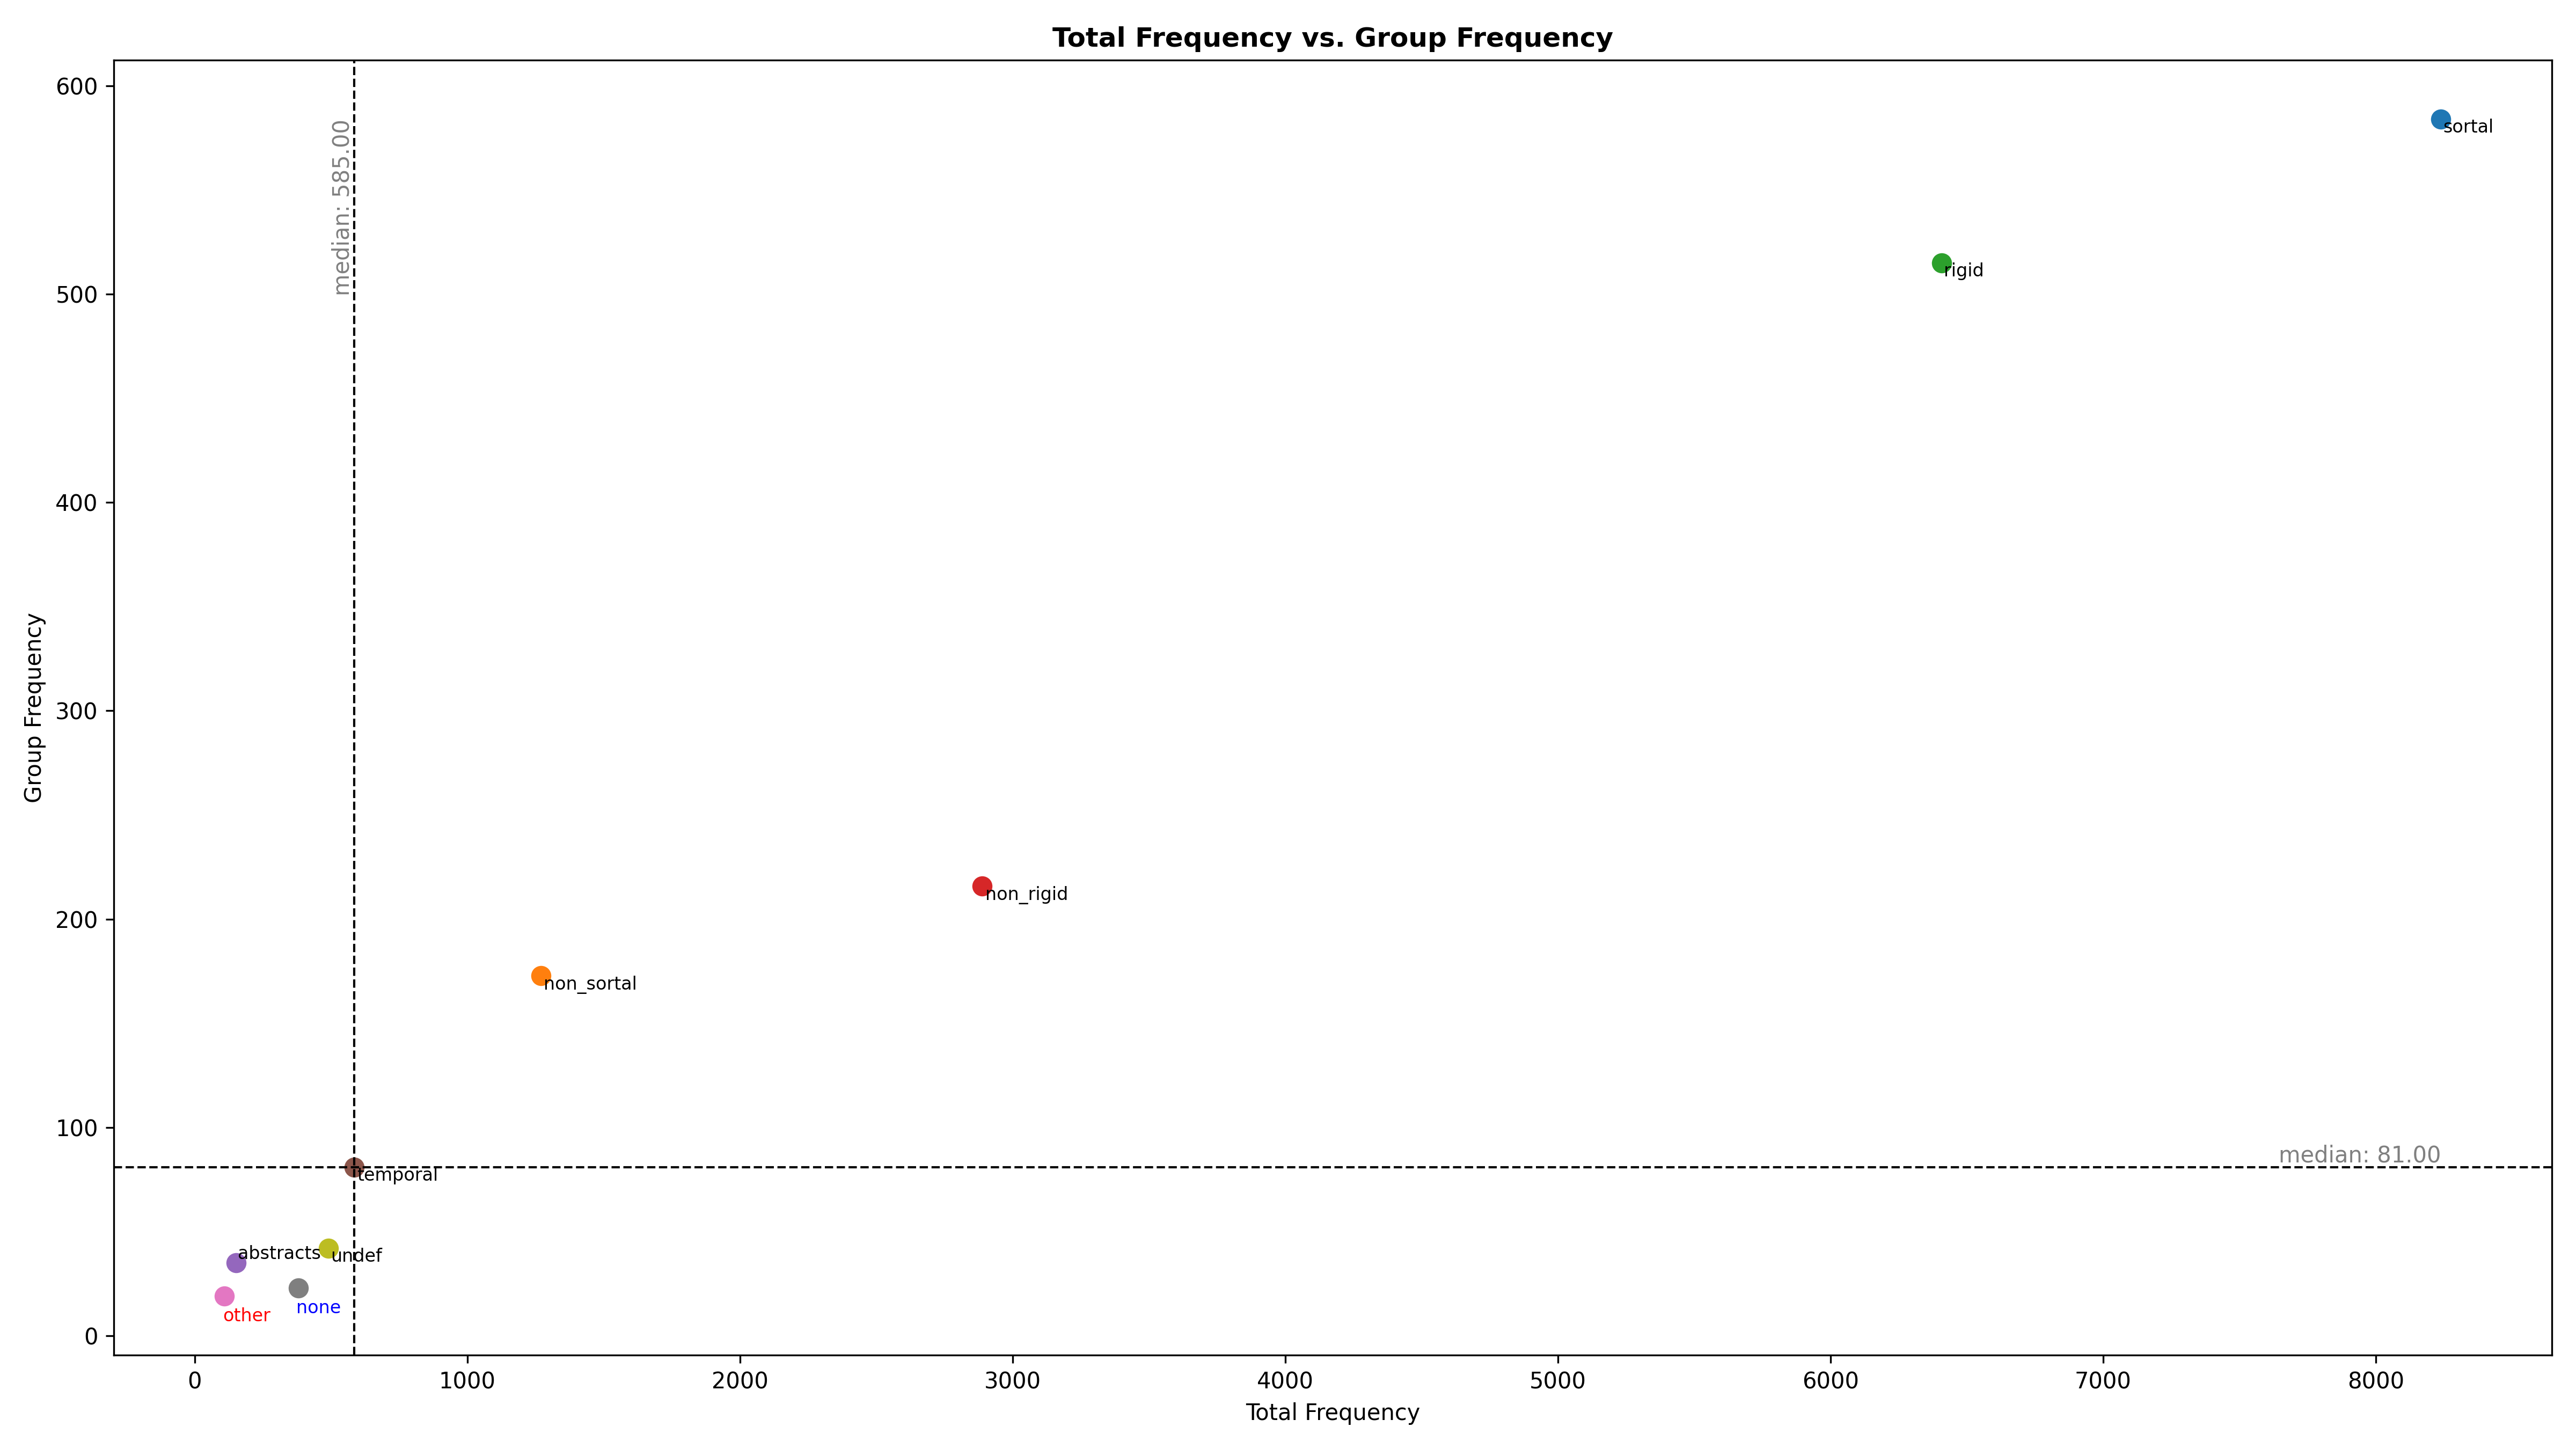 Total Frequency vs. Group Frequency
600
500
400
300
200
100
0
Group Frequency
median: 585.00
sortal
rigid
non_rigid
non_sortal
median: 81.00
temporal
abstracts
undef
none
other
0
1000
2000
3000
4000
5000
6000
7000
8000
Total Frequency